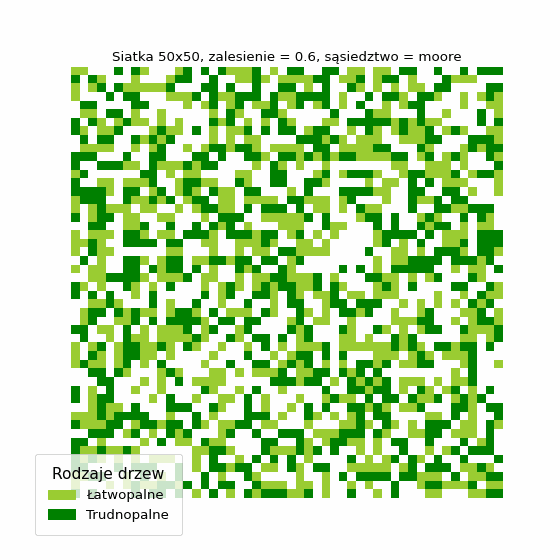 Siatka 50x50, zalesienie = 0.6, sąsiedztwo = moore
Rodzaje drzew
Łatwopalne
Trudnopalne